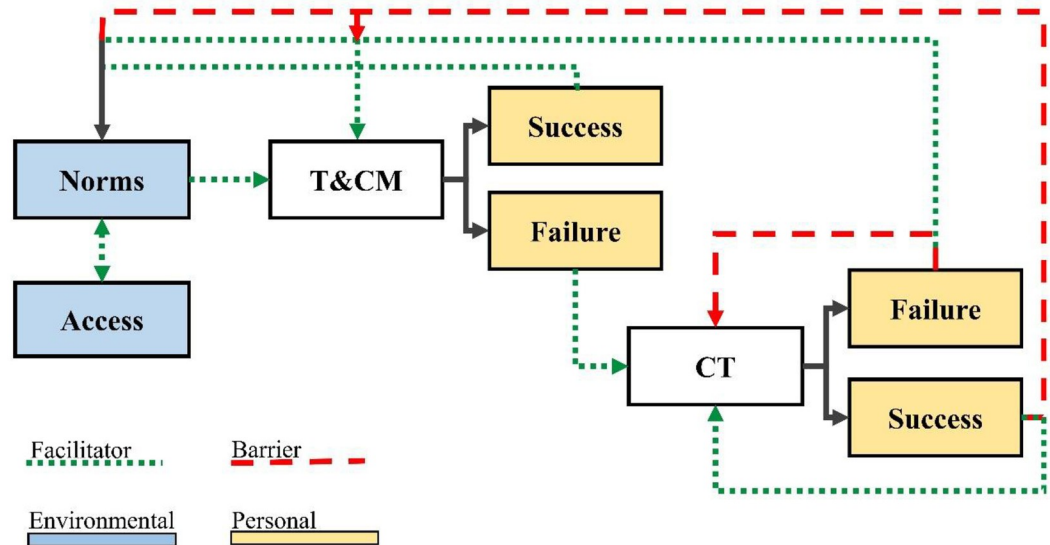 Success
Norms
T&CM
Failure
Access
Failure
CT
Success
Facilitator
Barrier
Environmental
Personal